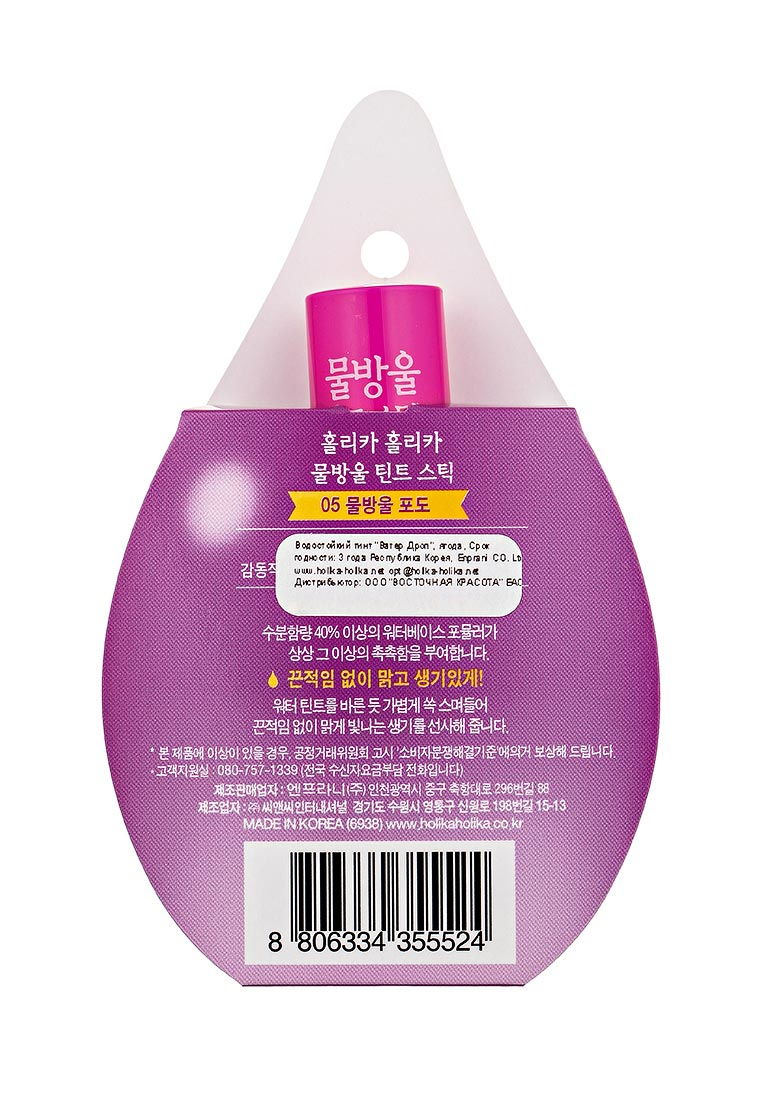 물방울
홀리카 홀리카
물방울 틴트 스틱
05 물방울 포도
Водостойкий тинт "Ватер Дроп", ягода, Срок
годности: 3 года Республика Корея, Enprani CO. Lt
www.holika-holika.net opt@holika-holika.net
Дистрибьютор: ООО "ВОСТОЧНАЯ КРАСОТА" ЕАС
감동적
수분함량 40% 이상의 워터베이스 포뮬러가
상상 그 이상의 촉촉함을 부여합니다.
끈적임 없이 맑고 생기있게!
워터 틴트를 바른 듯 가볍게 쏙 스며들어
끈적임 없이 맑게 빛나는 생기를 선사해 줍니다.
* 본 제품에 이상이 있을 경우, 공정거래위원회 고시 '소비자분쟁해결기준'에의거 보상해 드립니다.
• 고객지원실 : 080-757-1339 (전국 수신자요금부담 전화입니다)
제조판매업자 : 엔프라니(주) 인천광역시 중구 축항대로 296번길 88
제조업자 : ㈜ 씨앤씨인터내셔널 경기도 수원시 영통구 신원로 198번길 15-13
MADE IN KOREA (6938) www.holikaholika.co.kr
8 806334 355524